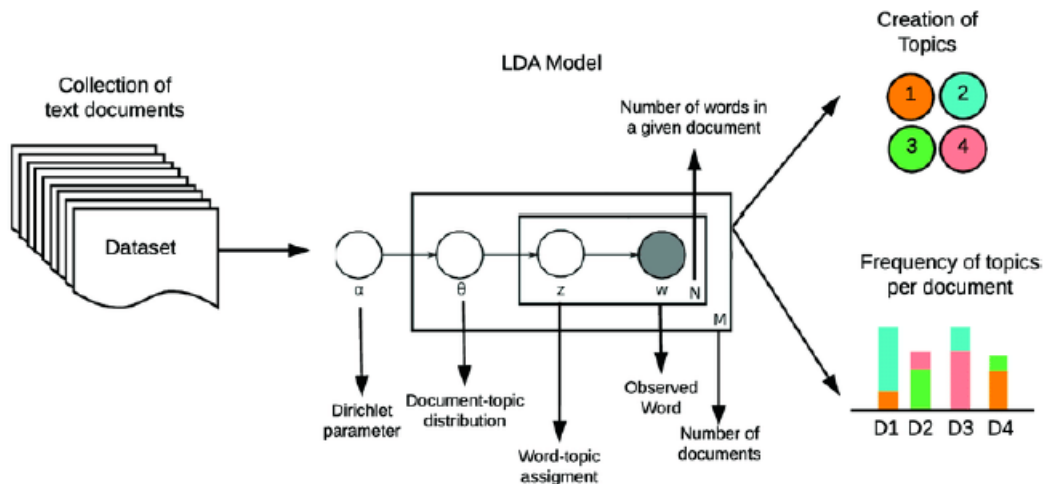 Creation of
Topics
1
2
3
4
LDA Model
Collection of
text documents
Number of words in
a given document
Dataset
α
θ
z
w
N
M
Frequency of topics
per document
Dirichlet
parameter
Document-topic
distribution
Word-topic
assigment
Observed
Word
Number of
documents
D1 D2 D3 D4